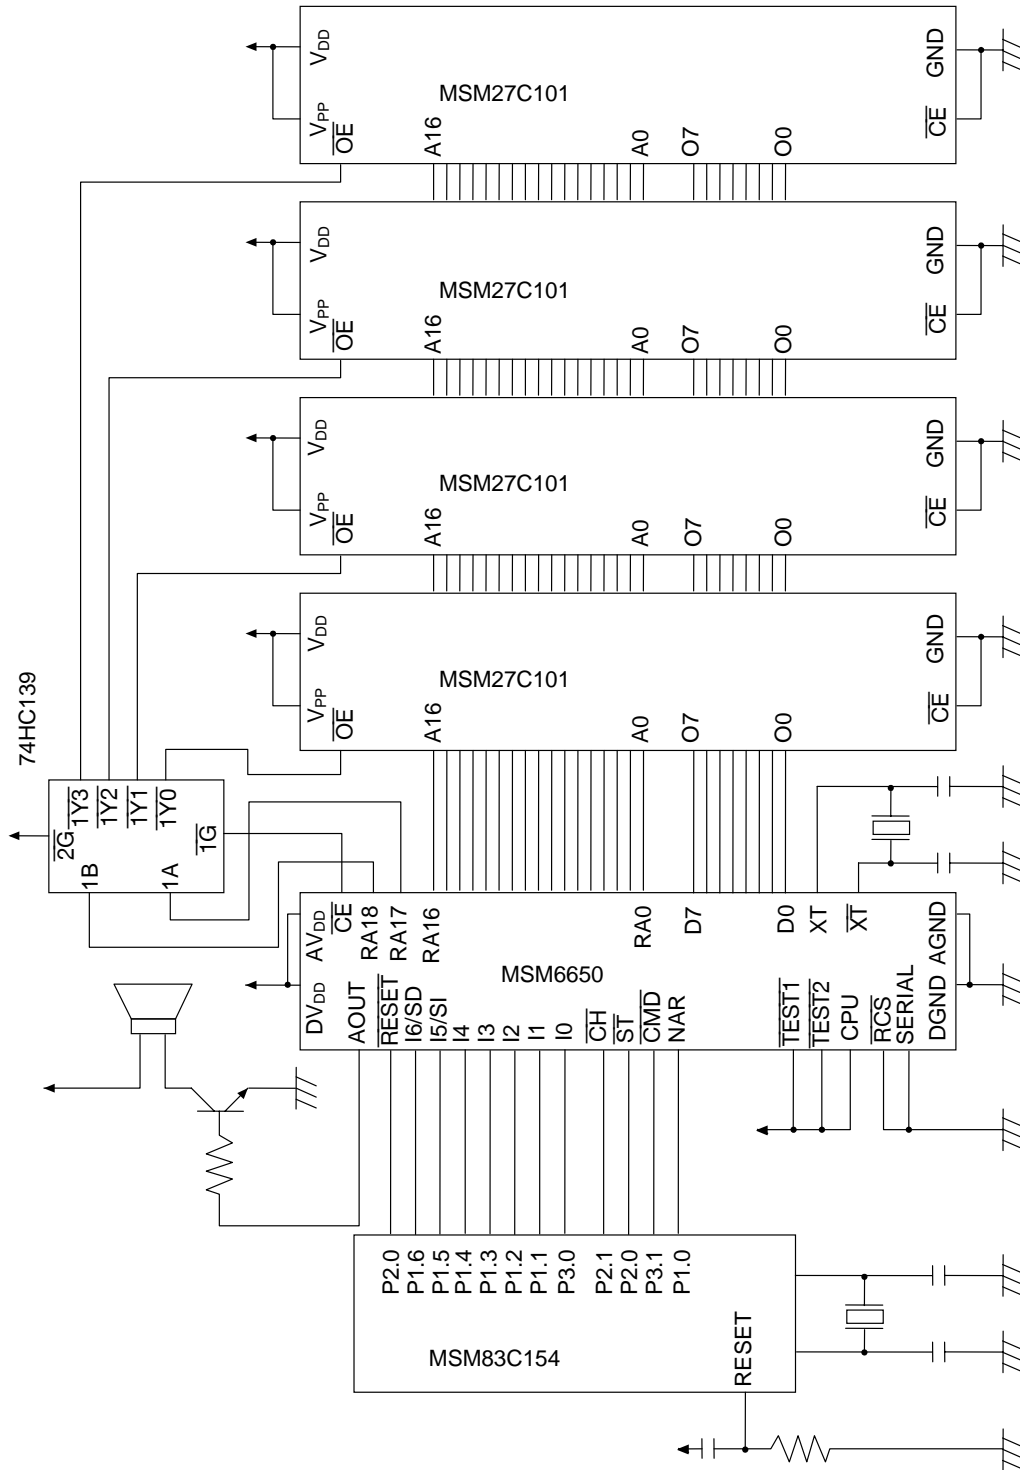 MSM27C101
VDD
VPP
OE
A16
A0
O7
O0
CE
GND
MSM27C101
VDD
VPP
OE
A16
A0
O7
O0
CE
GND
MSM27C101
VDD
VPP
OE
A16
A0
O7
O0
CE
GND
MSM27C101
VDD
VPP
OE
A16
A0
O7
O0
CE
GND
74HC139
2G
1Y3
1Y2
1Y1
1Y0
1B
1A
1G
MSM6650
DVDD
AVDD
CE
RA18
RA17
RA16
RA0
D7
D0
XT
XT
AOUT
RESET
I6/SD
I5/SI
I4
I3
I2
I1
I0
CH
ST
CMD
NAR
TEST1
TEST2
CPU
RCS
SERIAL
DGND
AGND
MSM83C154
P2.0
P1.6
P1.5
P1.4
P1.3
P1.2
P1.1
P3.0
P2.1
P2.0
P3.1
P1.0
RESET